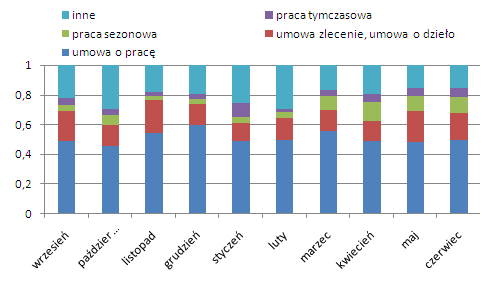 inne
praca tymczasowa
praca sezonowa
umowa zlecenie, umowa o dzieło
umowa o pracę
1
0,8
0,6
0,4
0,2
0
wrzesień
paździer...
listopad
grudzień
styczeń
luty
marzec
kwiecień
maj
czerwiec